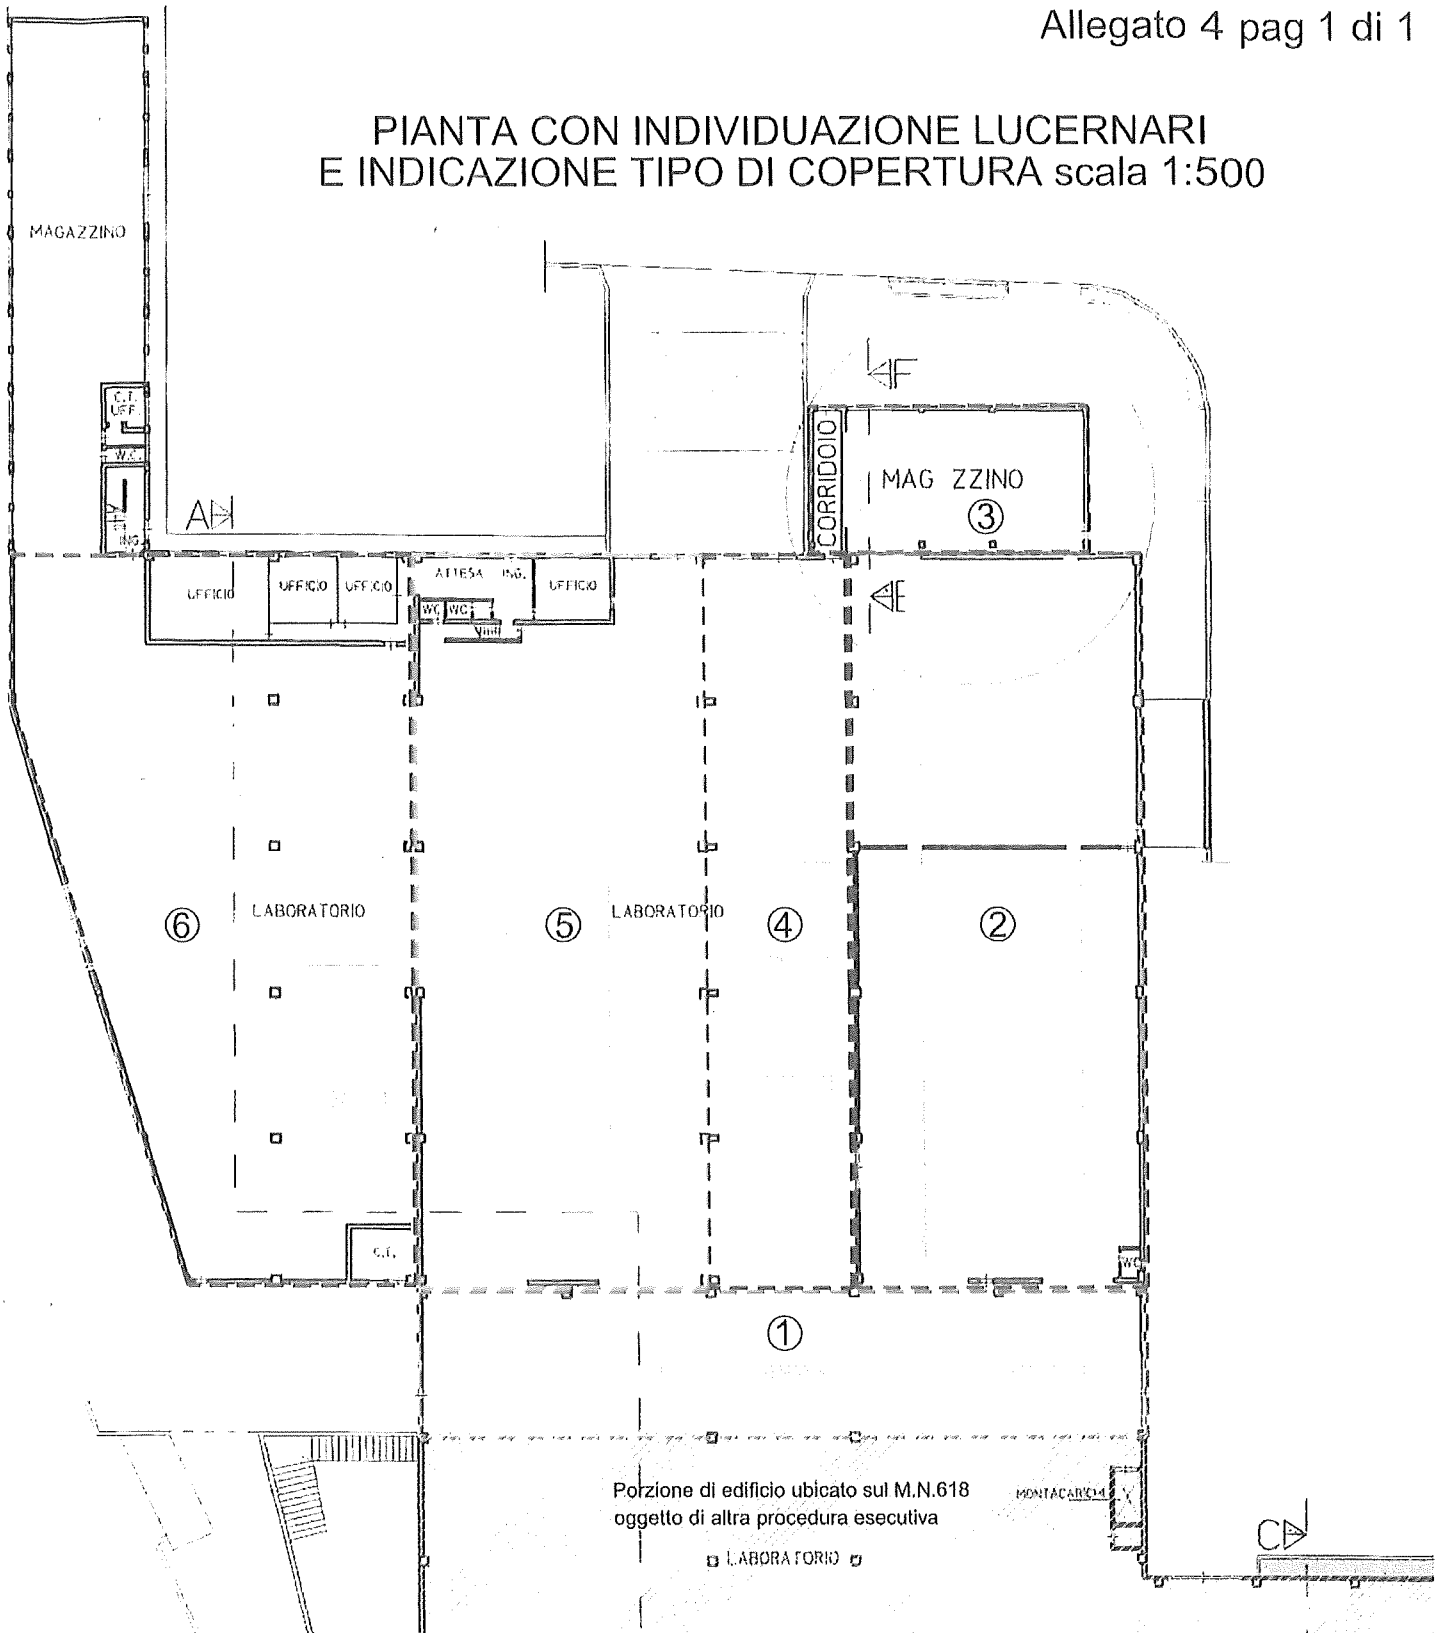 Allegato 4 pag 1 di 1
PIANTA CON INDIVIDUAZIONE LUCERNARI
E INDICAZIONE TIPO DI COPERTURA scala 1:500
MAGAZZINO
C.T.
UFF.
W.C.
ING.
A
F
CORRIDOIO
MAG ZZINO
3
E
UFFICIO
UFFICIO
UFFICIO
ATTESA
ING.
UFFICIO
WC
WC
6
LABORATORIO
5
LABORATORIO
4
2
C.T.
WC
1
Porzione di edificio ubicato sul M.N.618
oggetto di altra procedura esecutiva
MONTACARICHI
LABORATORIO
C